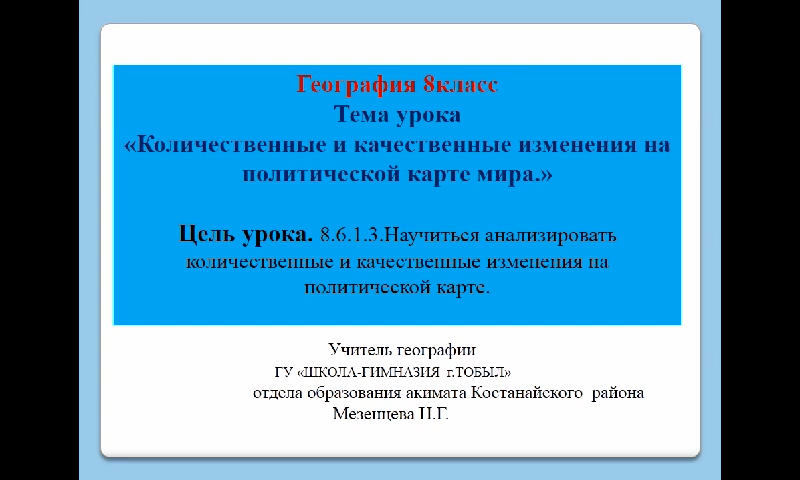 География 8класс
Тема урока
«Количественные и качественные изменения на
политической карте мира.»
Цель урока. 8.6.1.3.Научиться анализировать
количественные и качественные изменения на
политической карте.
Учитель географии
ГУ «ШКОЛА-ГИМНАЗИЯ г.ТОБЫЛ»
отдела образования акимата Костанайского района
Мезенцева Н.Г.